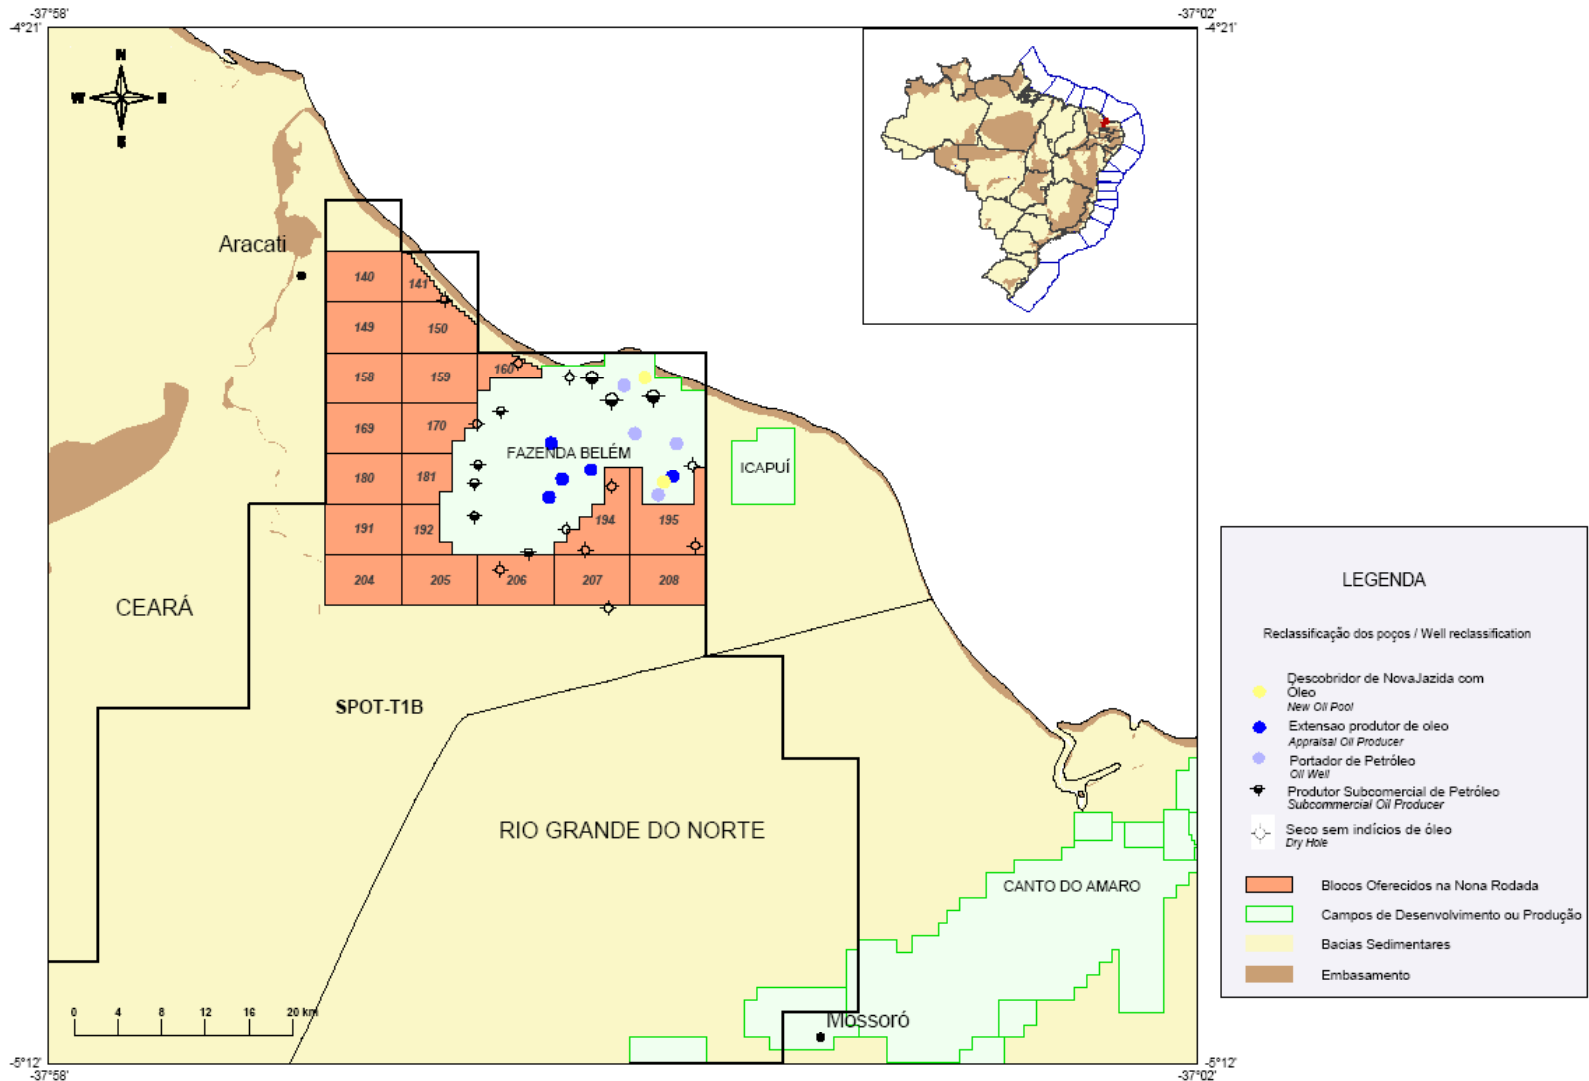 -37°58'
-37°02'
-4°21'
-4°21'
N
W
E
S
Aracati
140
141
149
150
158
159
160
169
170
FAZENDA BELÉM
ICAPUÍ
180
181
191
192
194
195
204
205
206
207
208
CEARÁ
SPOT-T1B
RIO GRANDE DO NORTE
CANTO DO AMARO
Mossoró
0 4 8 12 16 20 km
-5°12'
-5°12'
-37°58'
-37°02'
LEGENDA
Reclassificação dos poços / Well reclassification
Descobridor de NovaJazida com
Óleo
New Oil Pool
Extensao produtor de oleo
Appraisal Oil Producer
Portador de Petróleo
Oil Well
Produtor Subcomercial de Petróleo
Subcommercial Oil Producer
Seco sem indícios de óleo
Dry Hole
Blocos Oferecidos na Nona Rodada
Campos de Desenvolvimento ou Produção
Bacias Sedimentares
Embasamento